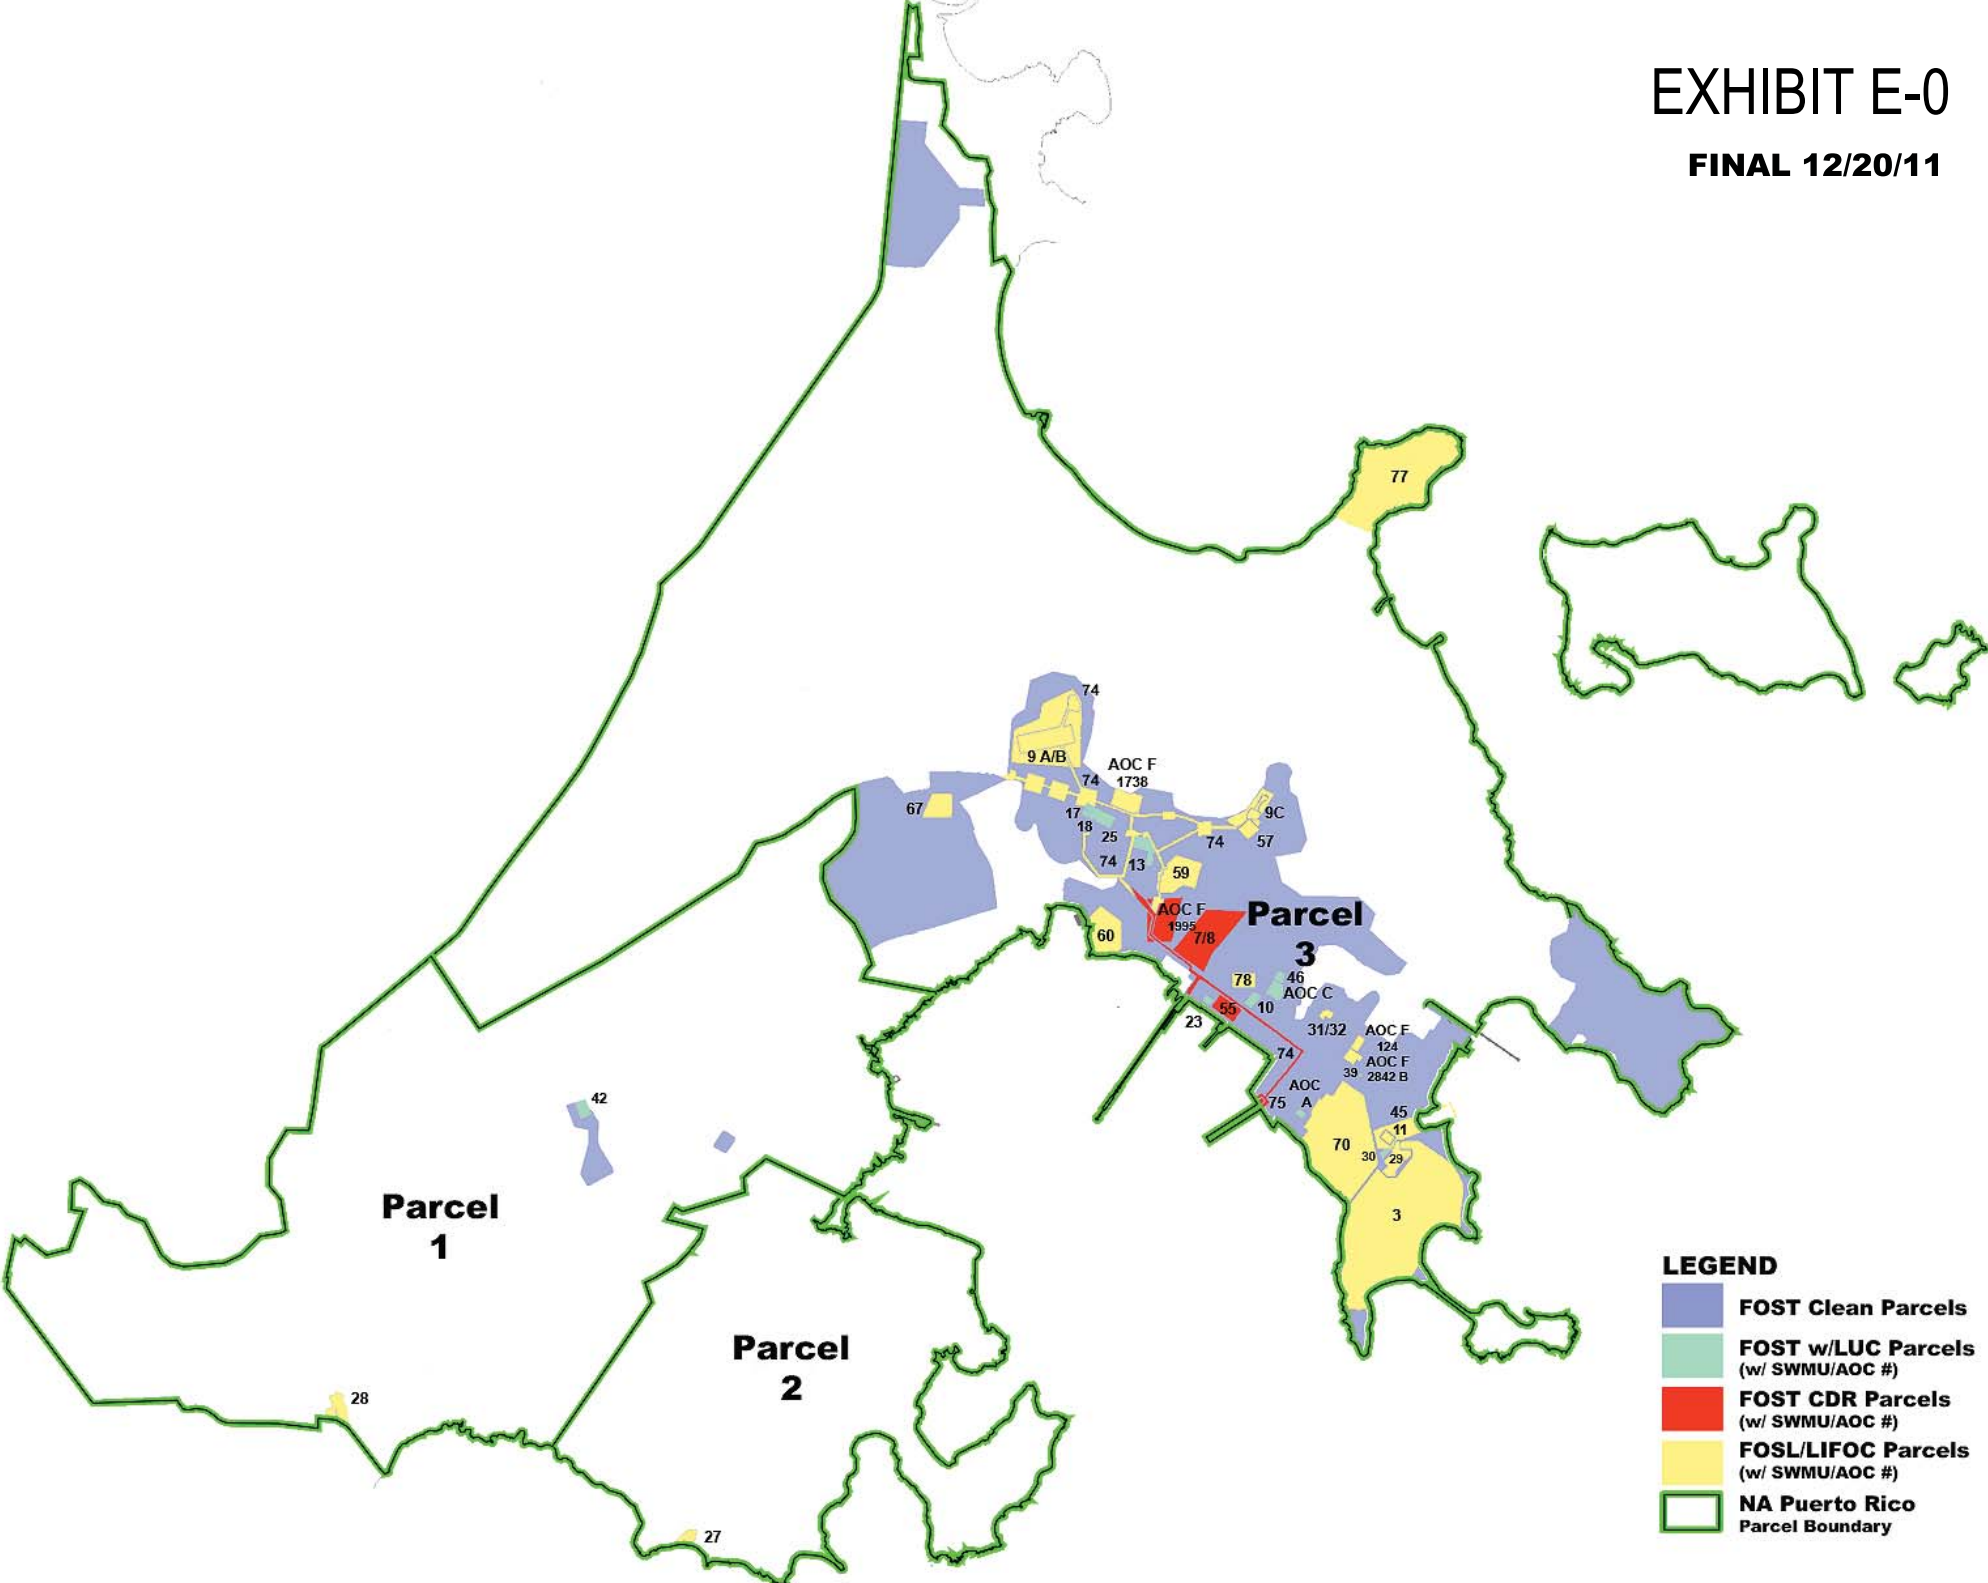 EXHIBIT E-0
FINAL 12/20/11
77
74
9 A/B
AOC F
1738
74
67
17
18
25
9C
57
74
74
13
59
AOC F
1995
7/8
Parcel
3
60
78
46
AOC C
55
10
23
31/32
AOC F
124
AOC F
2842 B
39
74
AOC
A
75
45
11
70
30
29
3
42
Parcel
1
Parcel
2
28
27
LEGEND
FOST Clean Parcels
FOST w/LUC Parcels
(w/ SWMU/AOC #)
FOST CDR Parcels
(w/ SWMU/AOC #)
FOSL/LIFOC Parcels
(w/ SWMU/AOC #)
NA Puerto Rico
Parcel Boundary